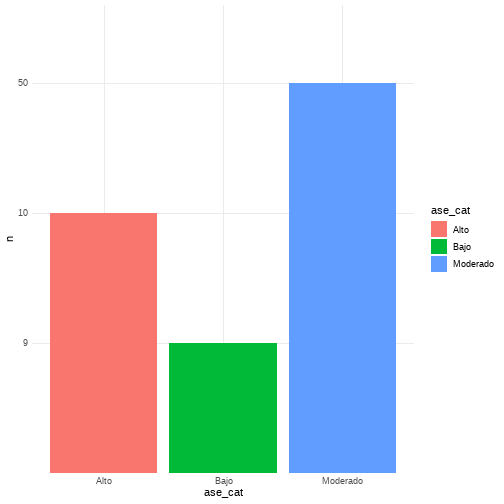 50
10
9
n
Alto
Bajo
Moderado
ase_cat
ase_cat
Alto
Bajo
Moderado